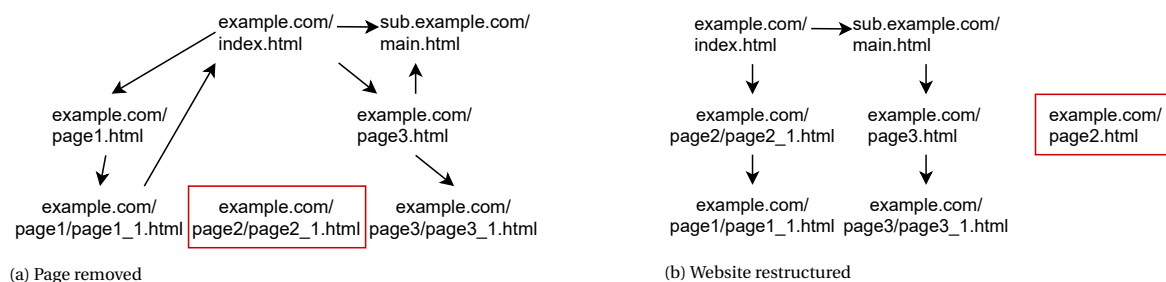 example.com/
index.html
sub.example.com/
main.html
example.com/
page1.html
example.com/
page3.html
example.com/
page1/page1_1.html
example.com/
page2/page2_1.html
example.com/
page3/page3_1.html
(a) Page removed
example.com/
index.html
sub.example.com/
main.html
example.com/
page2/page2_1.html
example.com/
page3.html
example.com/
page2.html
example.com/
page1/page1_1.html
example.com/
page3/page3_1.html
(b) Website restructured